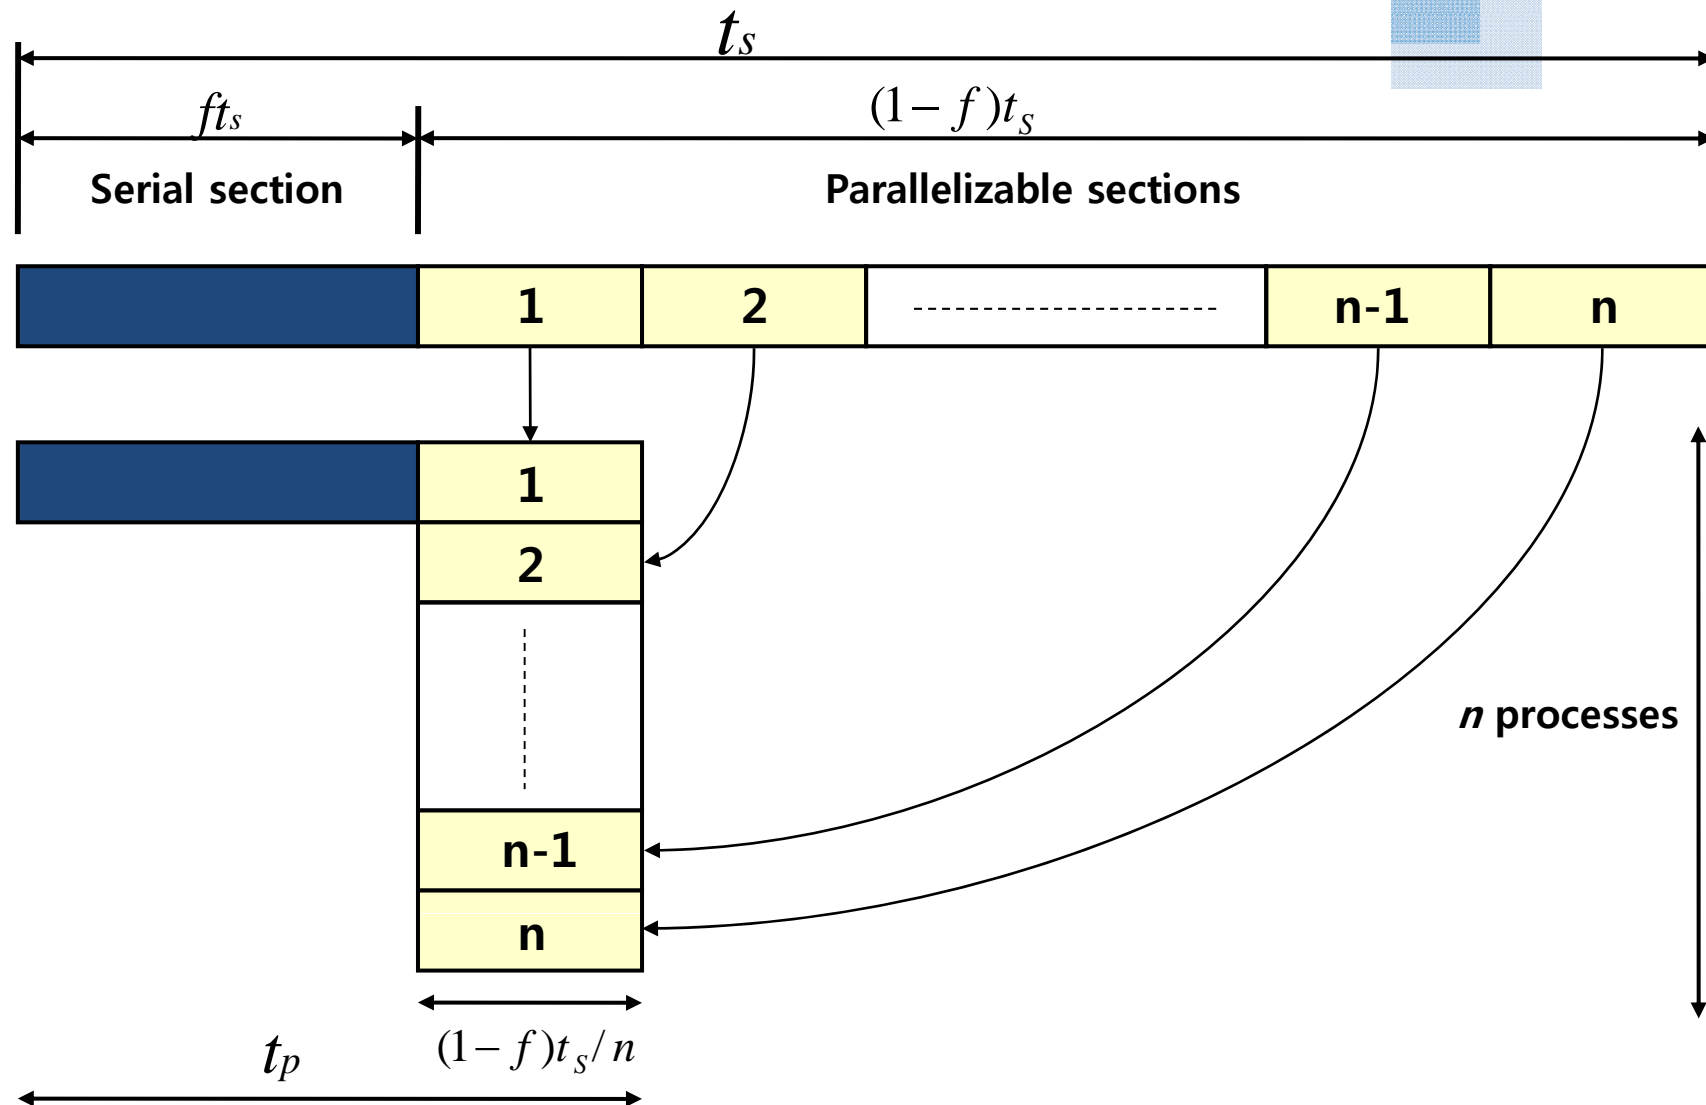 tₛ
ftₛ
(1− f)tₛ
Serial section
Parallelizable sections
1 2 n-1 n
1
2
n processes
n-1
n
(1− f)tₛ/ n
tₚ